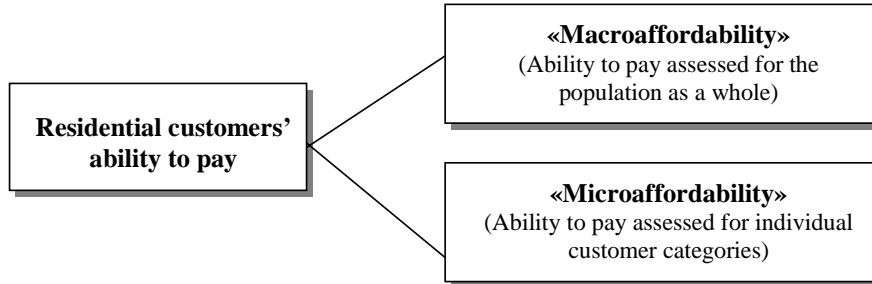 Residential customers’
ability to pay
«Macroaffordability»
(Ability to pay assessed for the
population as a whole)
«Microaffordability»
(Ability to pay assessed for individual
customer categories)